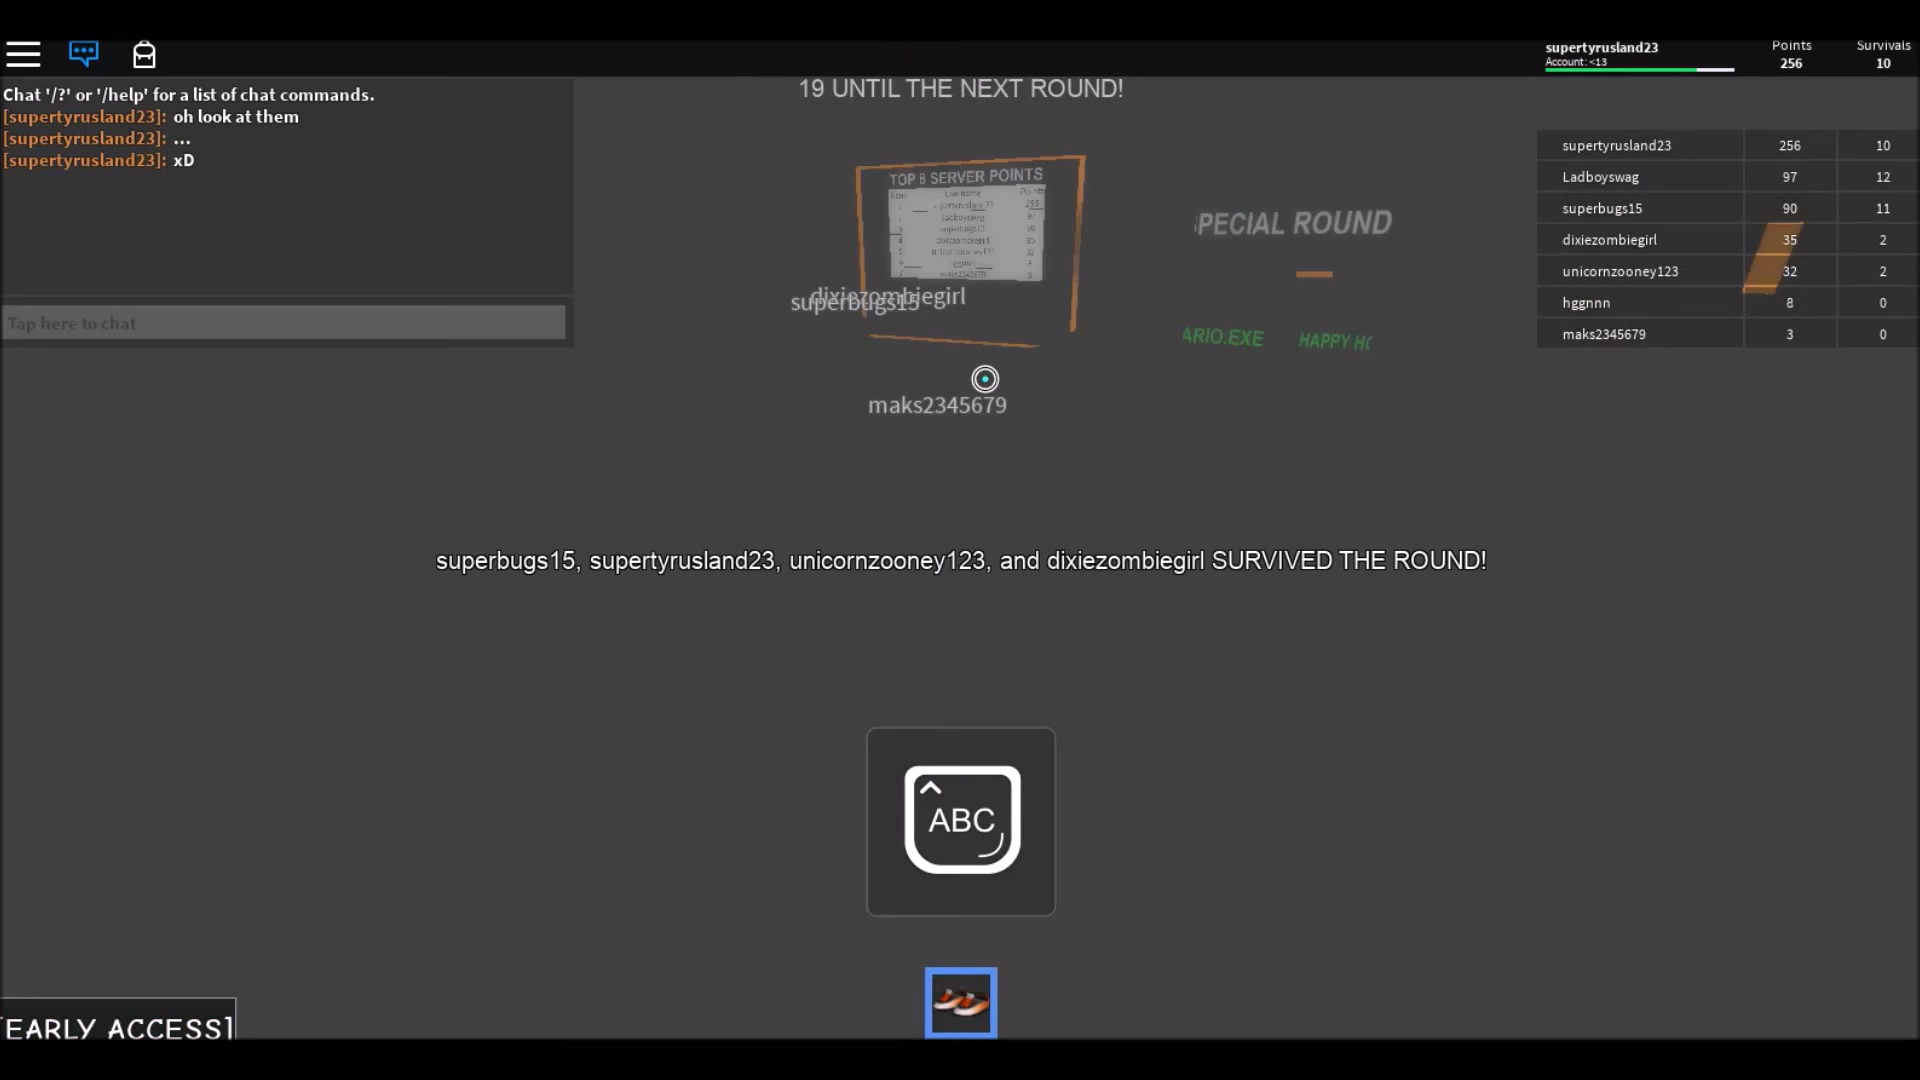 supertyrusland23
Account: <13
Points
256
Survivals
10
19 UNTIL THE NEXT ROUND!
Chat '/?' or '/help' for a list of chat commands.
[supertyrusland23]: oh look at them
[supertyrusland23]: ...
[supertyrusland23]: xD
Tap here to chat
TOP 8 SERVER POINTS
PECIAL ROUND
ARIO.EXE HAPPY
superbugs15
dixiezombiegirl
maks2345679
supertyrusland23 256 10
Ladboyswag 97 12
superbugs15 90 11
dixiezombiegirl 35 2
unicornzooney123 32 2
hggnnn 8 0
maks2345679 3 0
superbugs15, supertyrusland23, unicornzooney123, and dixiezombiegirl SURVIVED THE ROUND!
ABC
[EARLY ACCESS]